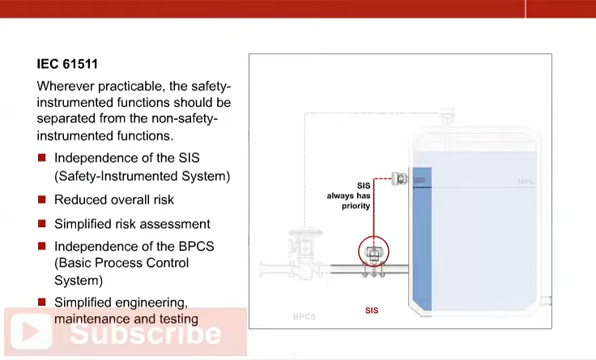 IEC 61511
Wherever practicable, the safety-
instrumented functions should be
separated from the non-safety-
instrumented functions.
Independence of the SIS
(Safety-Instrumented System)
Reduced overall risk
Simplified risk assessment
Independence of the BPCS
(Basic Process Control
System)
Simplified engineering,
maintenance and testing
Subscribe
SIS
always has
priority
100%
BPCS
SIS